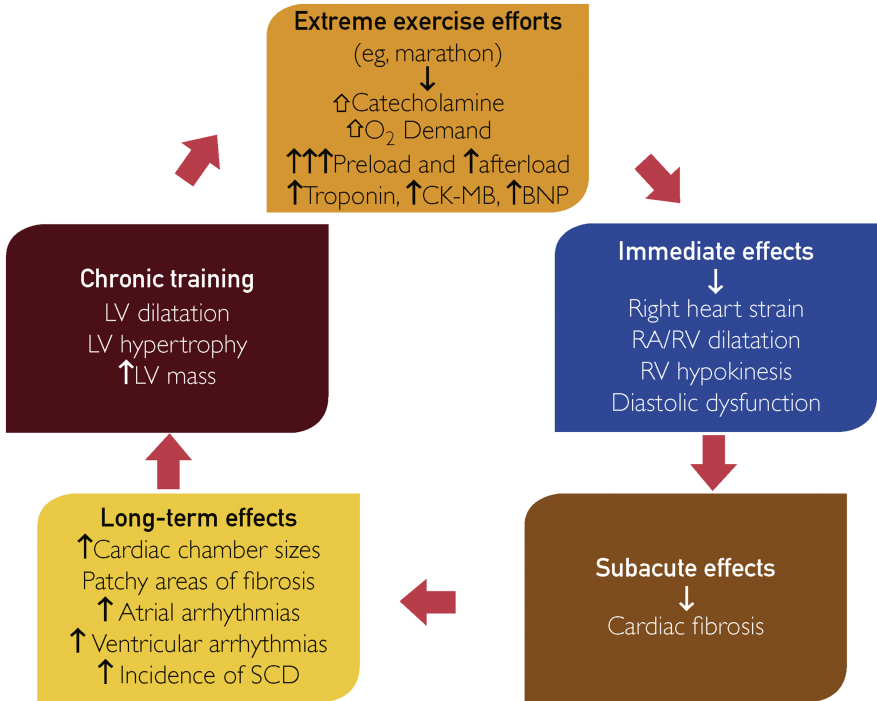 Extreme exercise efforts
(eg, marathon)
↓
⇧Catecholamine
⇧O₂ Demand
↑↑↑Preload and ↑afterload
↑Troponin, ↑CK-MB, ↑BNP
Immediate effects
↓
Right heart strain
RA/RV dilatation
RV hypokinesis
Diastolic dysfunction
Subacute effects
↓
Cardiac fibrosis
Long-term effects
↑Cardiac chamber sizes
Patchy areas of fibrosis
↑ Atrial arrhythmias
↑ Ventricular arrhythmias
↑ Incidence of SCD
Chronic training
LV dilatation
LV hypertrophy
↑LV mass